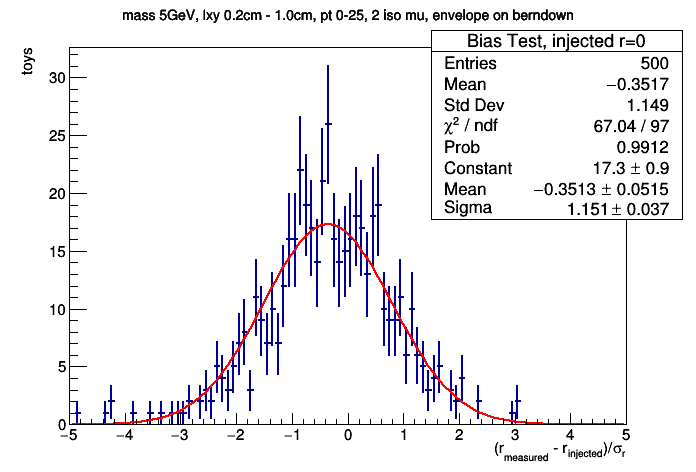 mass 5GeV, lxy 0.2cm - 1.0cm, pt 0-25, 2 iso mu, envelope on berndown
Bias Test, injected r=0
Entries 500
Mean −0.3517
Std Dev 1.149
χ² / ndf 67.04 / 97
Prob 0.9912
Constant 17.3 ± 0.9
Mean −0.3513 ± 0.0515
Sigma 1.151 ± 0.037
toys
30
25
20
15
10
5
0
−5 −4 −3 −2 −1 0 1 2 3 4 5
(r_measured - r_injected)/σ_r